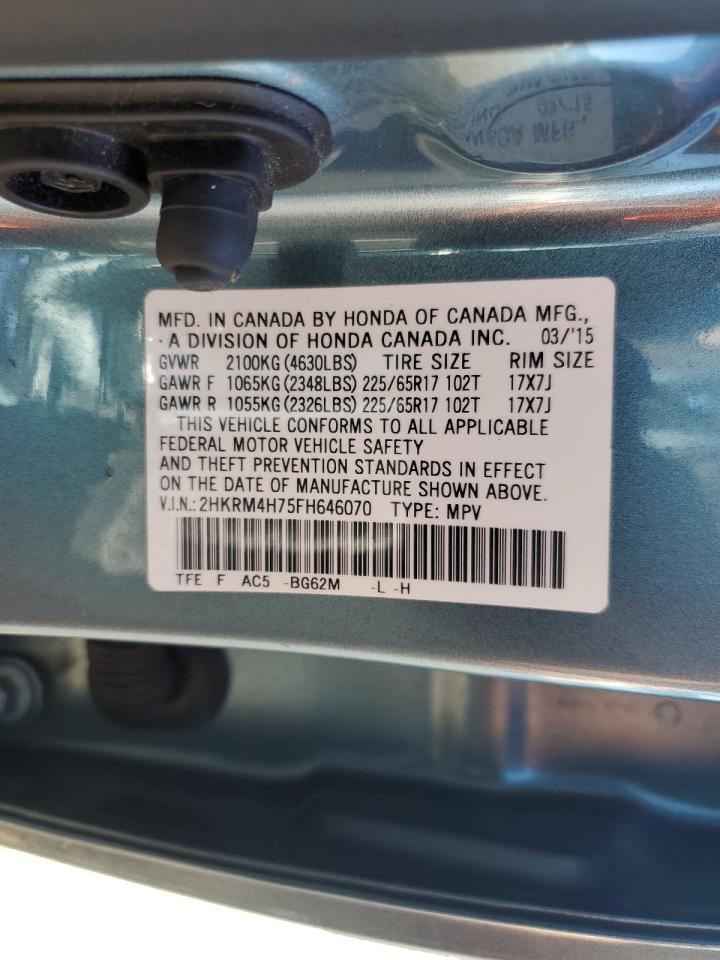 MFD. IN CANADA BY HONDA OF CANADA MFG.,
A DIVISION OF HONDA CANADA INC. 03/'15
GVWR 2100KG (4630LBS) TIRE SIZE RIM SIZE
GAWR F 1065KG (2348LBS) 225/65R17 102T 17X7J
GAWR R 1055KG (2326LBS) 225/65R17 102T 17X7J
THIS VEHICLE CONFORMS TO ALL APPLICABLE
FEDERAL MOTOR VEHICLE SAFETY
AND THEFT PREVENTION STANDARDS IN EFFECT
ON THE DATE OF MANUFACTURE SHOWN ABOVE.
V.I.N.: 2HKRM4H75FH646070 TYPE: MPV
TFE F AC5 -BG62M -L -H